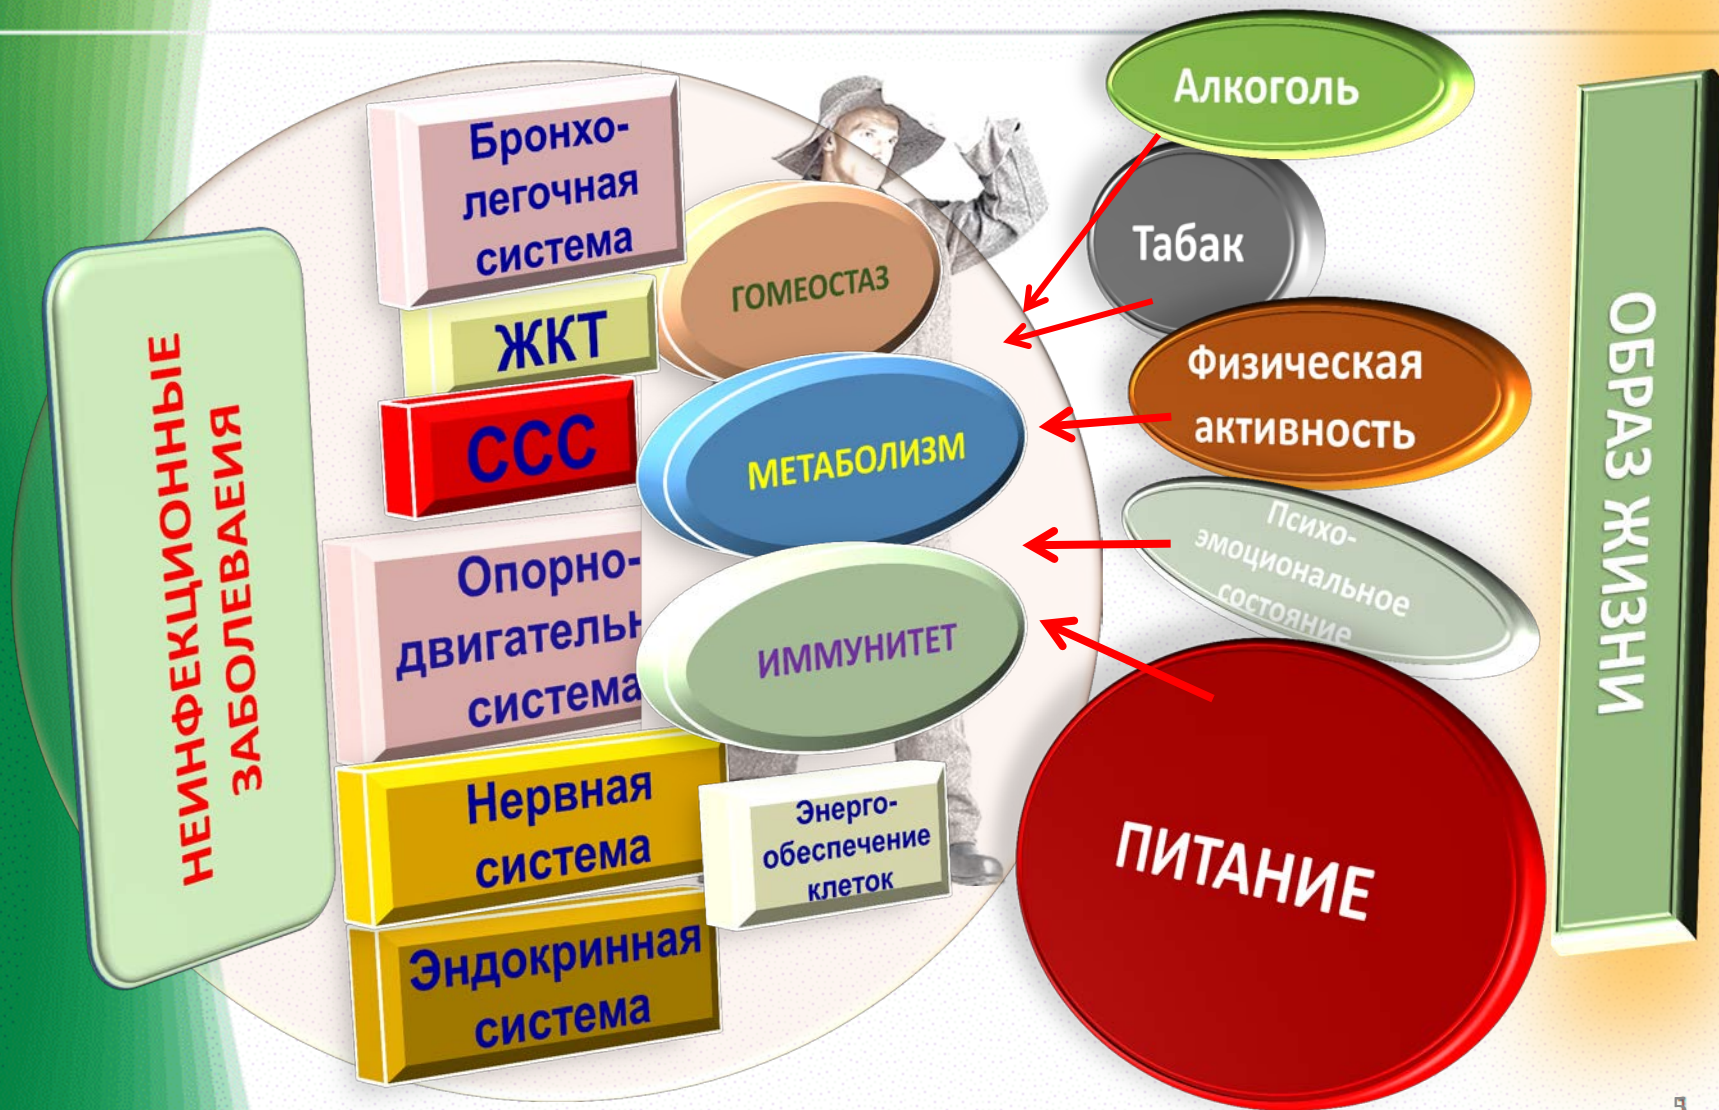 НЕИНФЕКЦИОННЫЕ
ЗАБОЛЕВАЕИЯ
Бронхо-
легочная
система
ЖКТ
ССС
Опорно-
двигательн
система
Нервная
система
Эндокринная
система
ГОМЕОСТАЗ
МЕТАБОЛИЗМ
ИММУНИТЕТ
Энерго-
обеспечение
клеток
Алкоголь
Табак
Физическая
активность
Психо-
эмоциональное
состояние
ПИТАНИЕ
ОБРАЗ ЖИЗНИ